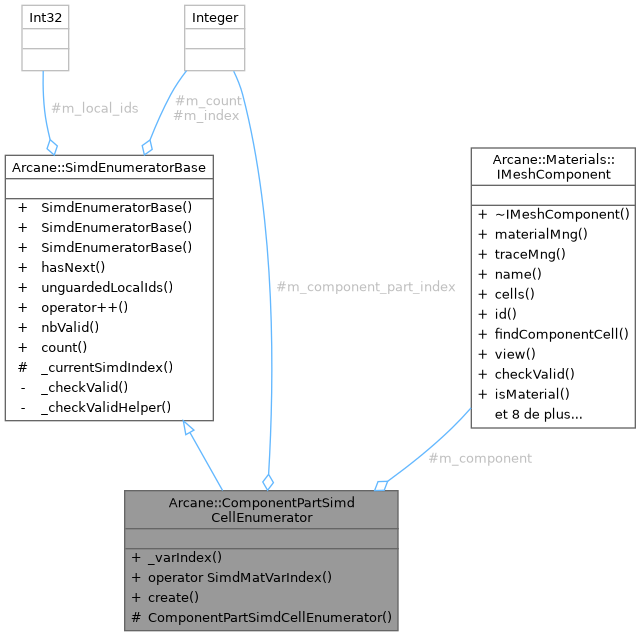 Int32
Integer
#m_local_ids
#m_count
#m_index
Arcane::SimdEnumeratorBase
+ SimdEnumeratorBase()
+ SimdEnumeratorBase()
+ SimdEnumeratorBase()
+ hasNext()
+ unguardedLocalIds()
+ operator++()
+ nbValid()
+ count()
# _currentSimdIndex()
- _checkValid()
- _checkValidHelper()
Arcane::Materials::
IMeshComponent
+ ~IMeshComponent()
+ materialMng()
+ traceMng()
+ name()
+ cells()
+ id()
+ findComponentCell()
+ view()
+ checkValid()
+ isMaterial()
et 8 de plus...
#m_component_part_index
#m_component
Arcane::ComponentPartSimd
CellEnumerator
+ _varIndex()
+ operator SimdMatVarIndex()
+ create()
# ComponentPartSimdCellEnumerator()